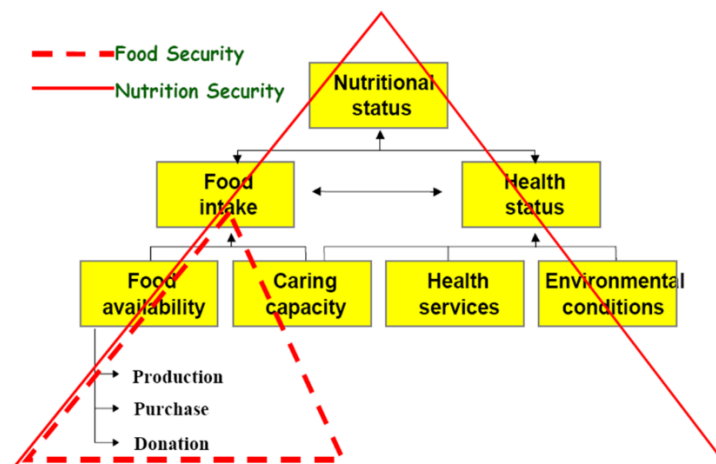 Food Security
Nutrition Security
Nutritional
status
Food
intake
Health
status
Food
availability
Caring
capacity
Health
services
Environmental
conditions
Production
Purchase
Donation